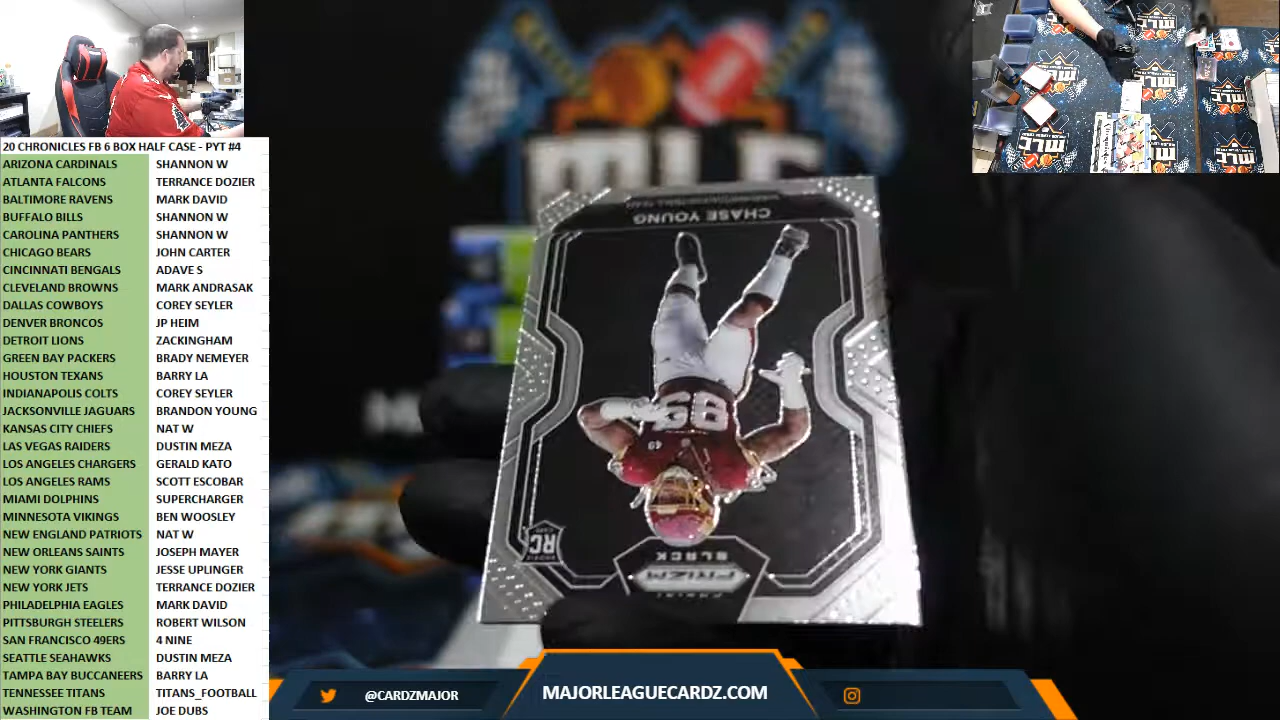 20 CHRONICLES FB 6 BOX HALF CASE - PYT #4
ARIZONA CARDINALS SHANNON W
ATLANTA FALCONS TERRANCE DOZIER
BALTIMORE RAVENS MARK DAVID
BUFFALO BILLS SHANNON W
CAROLINA PANTHERS SHANNON W
CHICAGO BEARS JOHN CARTER
CINCINNATI BENGALS ADAVE S
CLEVELAND BROWNS MARK ANDRASAK
DALLAS COWBOYS COREY SEYLER
DENVER BRONCOS JP HEIM
DETROIT LIONS ZACKINGHAM
GREEN BAY PACKERS BRADY NEMEYER
HOUSTON TEXANS BARRY LA
INDIANAPOLIS COLTS COREY SEYLER
JACKSONVILLE JAGUARS BRANDON YOUNG
KANSAS CITY CHIEFS NAT W
LAS VEGAS RAIDERS DUSTIN MEZA
LOS ANGELES CHARGERS GERALD KATO
LOS ANGELES RAMS SCOTT ESCOBAR
MIAMI DOLPHINS SUPERCHARGER
MINNESOTA VIKINGS BEN WOOSLEY
NEW ENGLAND PATRIOTS NAT W
NEW ORLEANS SAINTS JOSEPH MAYER
NEW YORK GIANTS JESSE UPLINGER
NEW YORK JETS TERRANCE DOZIER
PHILADELPHIA EAGLES MARK DAVID
PITTSBURGH STEELERS ROBERT WILSON
SAN FRANCISCO 49ERS 4 NINE
SEATTLE SEAHAWKS DUSTIN MEZA
TAMPA BAY BUCCANEERS BARRY LA
TENNESSEE TITANS TITANS_FOOTBALL
WASHINGTON FB TEAM JOE DUBS
MLC
CHASE YOUNG
RC
PANINI
PRIZM
BLACK
@CARDZMAJOR
MAJORLEAGUECARDZ.COM